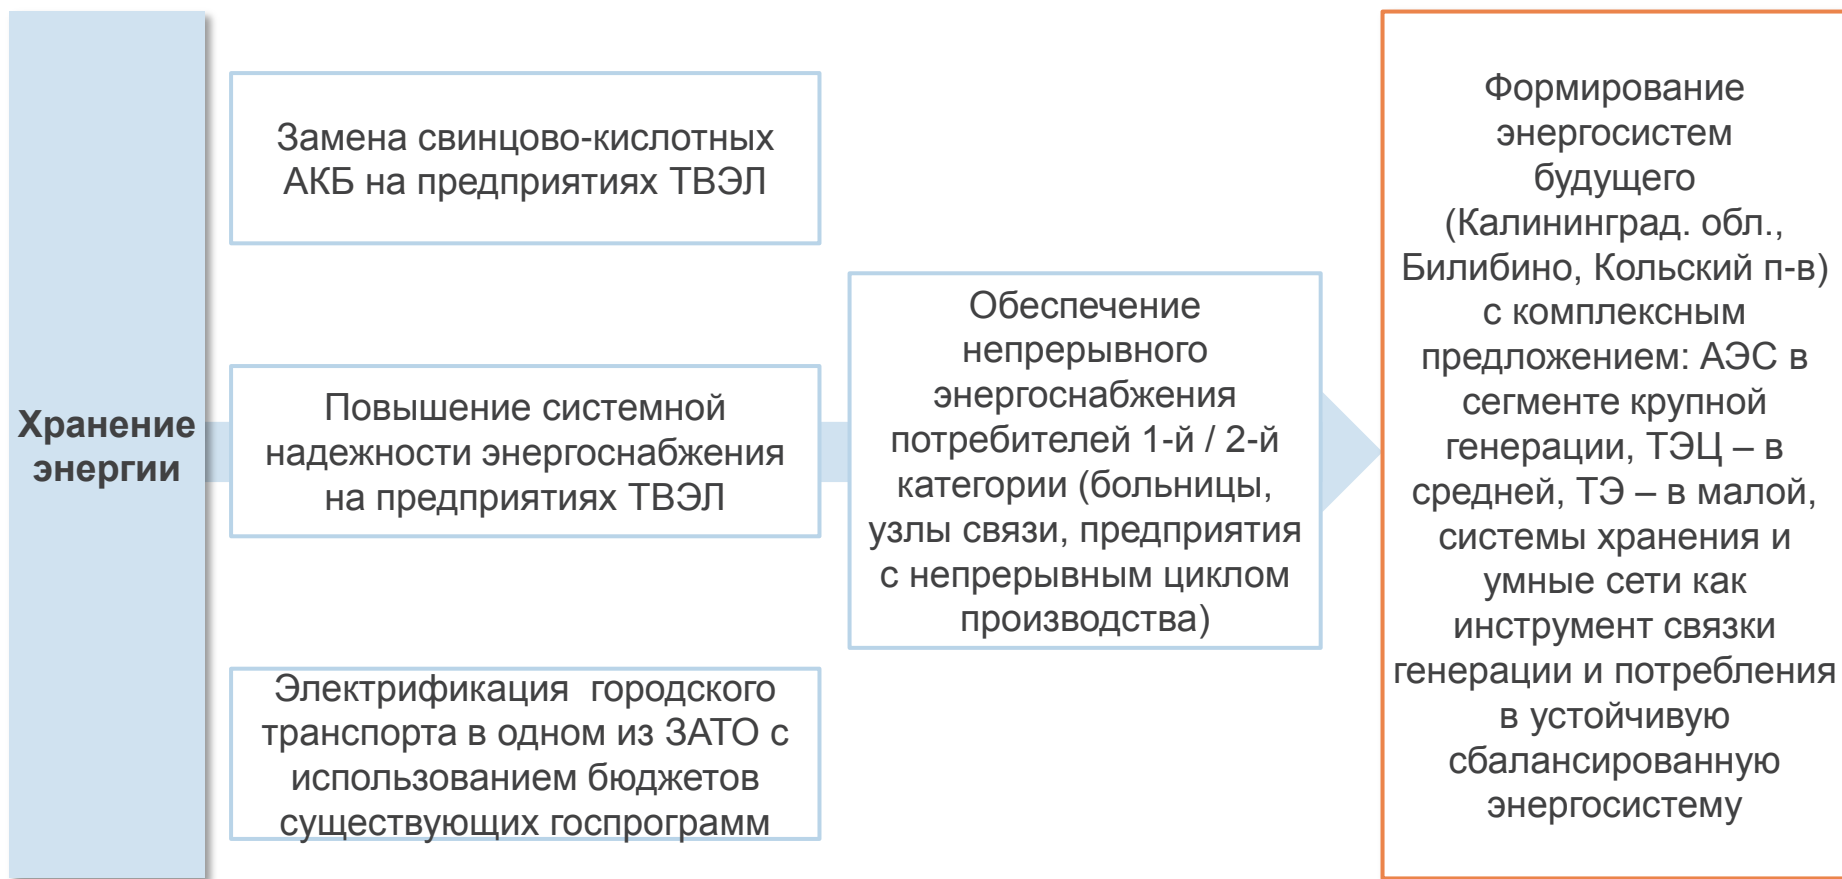 Хранение
энергии
Замена свинцово-кислотных
АКБ на предприятиях ТВЭЛ
Повышение системной
надежности энергоснабжения
на предприятиях ТВЭЛ
Электрификация  городского
транспорта в одном из ЗАТО с
использованием бюджетов
существующих госпрограмм
Обеспечение
непрерывного
энергоснабжения
потребителей 1-й / 2-й
категории (больницы,
узлы связи, предприятия
с непрерывным циклом
производства)
Формирование
энергосистем
будущего
(Калининград. обл.,
Билибино, Кольский п-в)
с комплексным
предложением: АЭС в
сегменте крупной
генерации, ТЭЦ – в
средней, ТЭ – в малой,
системы хранения и
умные сети как
инструмент связки
генерации и потребления
в устойчивую
сбалансированную
энергосистему